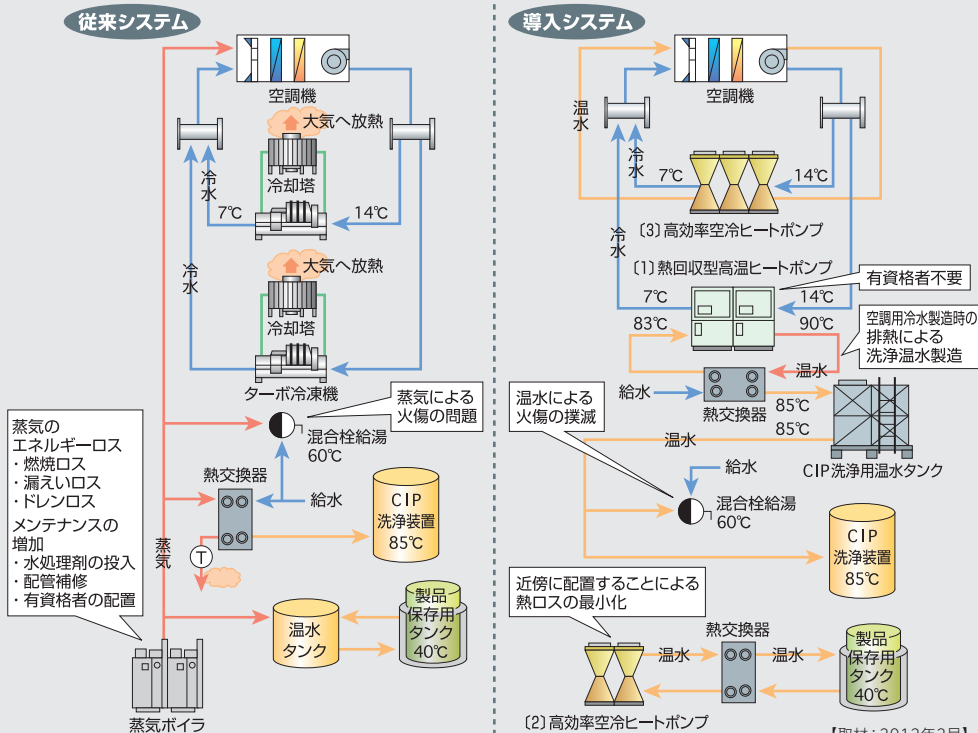 従来システム
空調機
大気へ放熱
冷却塔
冷水
7℃
14℃
大気へ放熱
冷水
冷却塔
ターボ冷凍機
蒸気による
火傷の問題
混合栓給湯
60℃
蒸気の
エネルギーロス
・燃焼ロス
・漏えいロス
・ドレンロス
メンテナンスの
増加
・水処理剤の投入
・配管補修
・有資格者の配置
熱交換器
給水
CIP
洗浄装置
85℃
蒸気
T
温水
タンク
製品
保存用
タンク
40℃
蒸気ボイラ
導入システム
空調機
温水
冷水
7℃
14℃
〔3〕高効率空冷ヒートポンプ
冷水
〔1〕熱回収型高温ヒートポンプ
有資格者不要
7℃
14℃
83℃
90℃
空調用冷水製造時の
排熱による
洗浄温水製造
温水
給水
熱交換器
85℃
85℃
温水による
火傷の撲滅
温水
CIP洗浄用温水タンク
給水
混合栓給湯
60℃
CIP
洗浄装置
85℃
近傍に配置することによる
熱ロスの最小化
熱交換器
温水
温水
製品
保存用
タンク
40℃
〔2〕高効率空冷ヒートポンプ